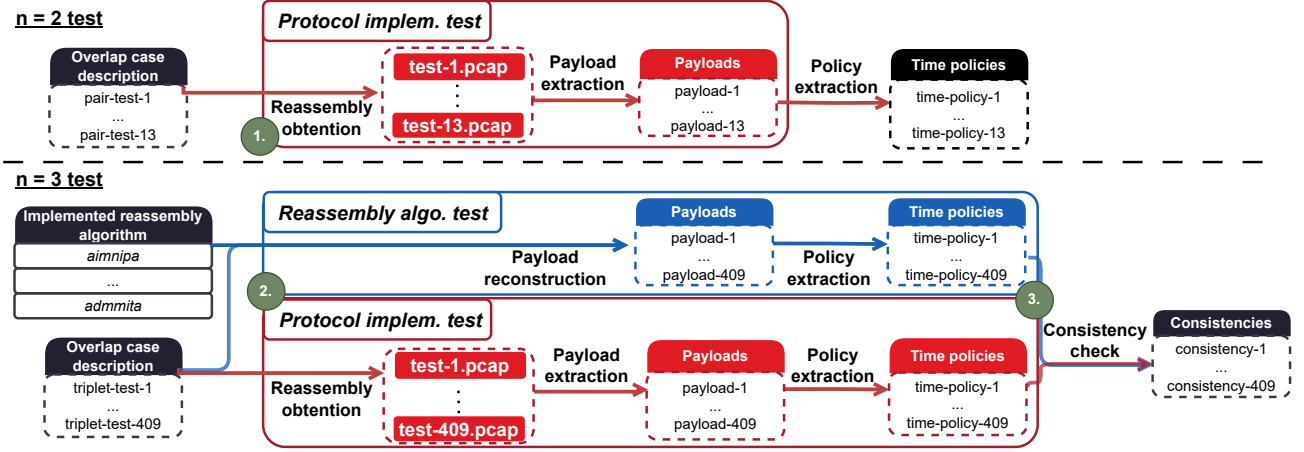 n = 2 test
Protocol implem. test
Overlap case
description
pair-test-1
...
pair-test-13
Reassembly
obtention
1.
test-1.pcap
test-13.pcap
Payload
extraction
Payloads
payload-1
...
payload-13
Policy
extraction
Time policies
time-policy-1
...
time-policy-13
n = 3 test
Implemented reassembly
algorithm
aimnipa
...
admmita
Reassembly algo. test
Payload
reconstruction
Payloads
payload-1
...
payload-409
Policy
extraction
Time policies
time-policy-1
...
time-policy-409
2.
3.
Overlap case
description
triplet-test-1
...
triplet-test-409
Protocol implem. test
Reassembly
obtention
test-1.pcap
test-409.pcap
Payload
extraction
Payloads
payload-1
...
payload-409
Policy
extraction
Time policies
time-policy-1
...
time-policy-409
Consistency
check
Consistencies
consistency-1
...
consistency-409